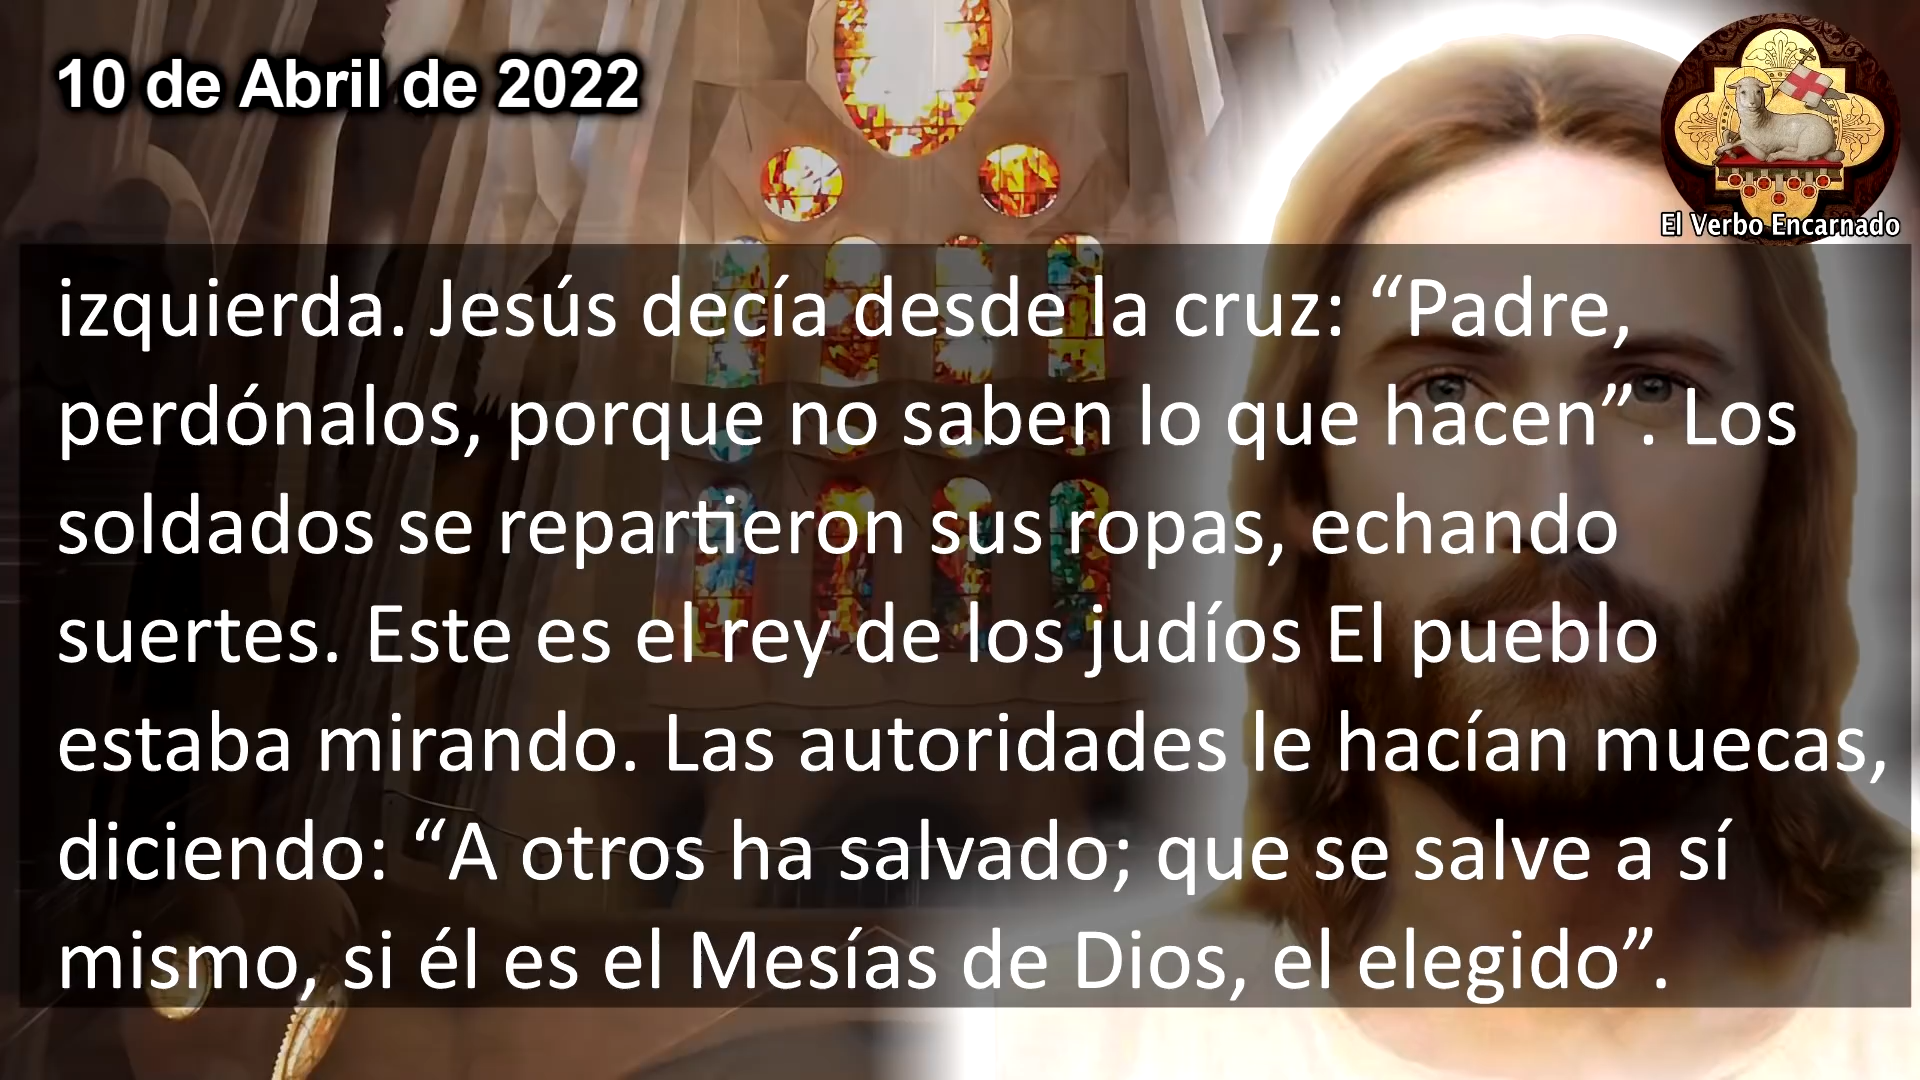 10 de Abril de 2022
El Verbo Encarnado
izquierda. Jesús decía desde la cruz: “Padre,
perdónalos, porque no saben lo que hacen”. Los
soldados se repartieron sus ropas, echando
suertes. Este es el rey de los judíos El pueblo
estaba mirando. Las autoridades le hacían muecas,
diciendo: “A otros ha salvado; que se salve a sí
mismo, si él es el Mesías de Dios, el elegido”.